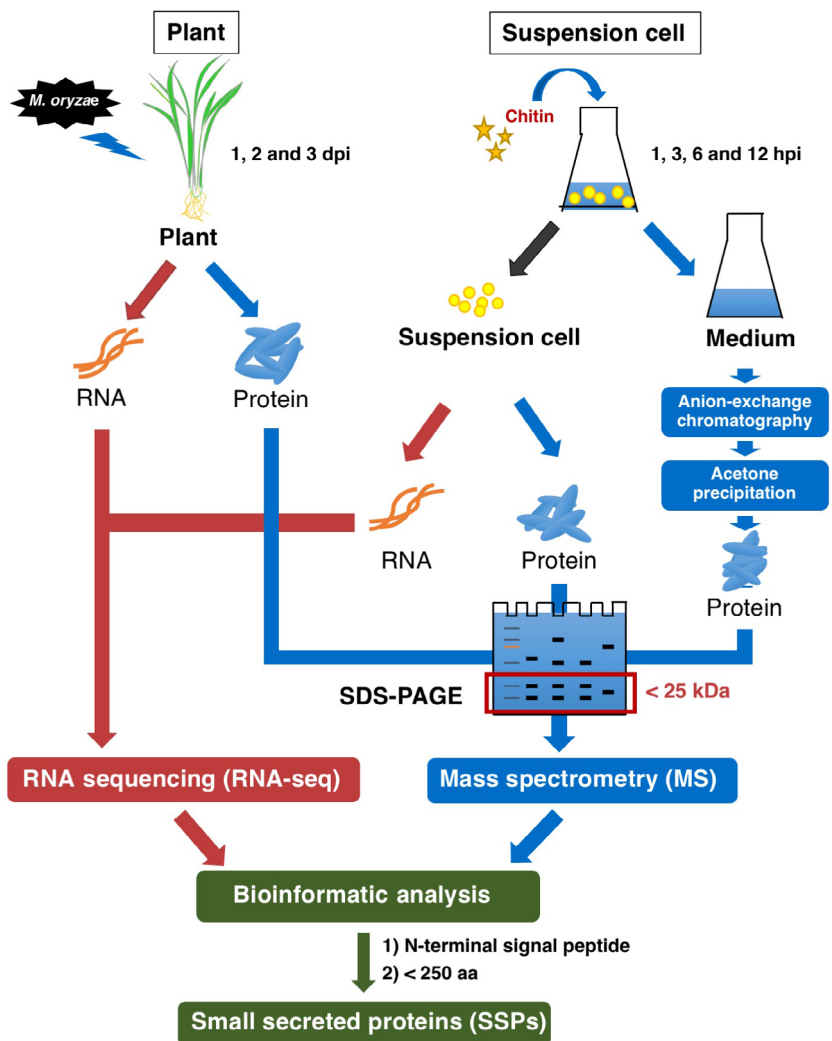 Plant
Suspension cell
M. oryzae
Chitin
1, 2 and 3 dpi
1, 3, 6 and 12 hpi
Plant
Suspension cell
Medium
RNA
Protein
Anion-exchange
chromatography
Acetone
precipitation
RNA
Protein
Protein
SDS-PAGE
< 25 kDa
RNA sequencing (RNA-seq)
Mass spectrometry (MS)
Bioinformatic analysis
1) N-terminal signal peptide
2) < 250 aa
Small secreted proteins (SSPs)